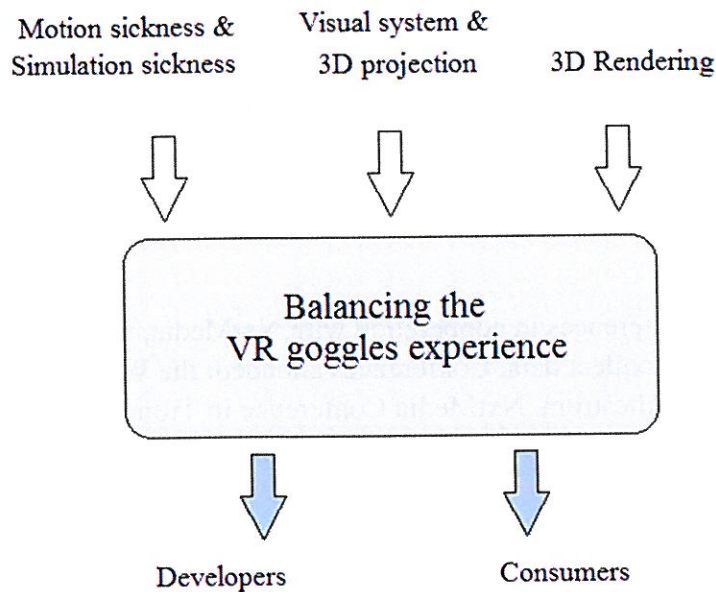 Motion sickness &
Simulation sickness
Visual system &
3D projection
3D Rendering
Balancing the
VR goggles experience
Developers
Consumers